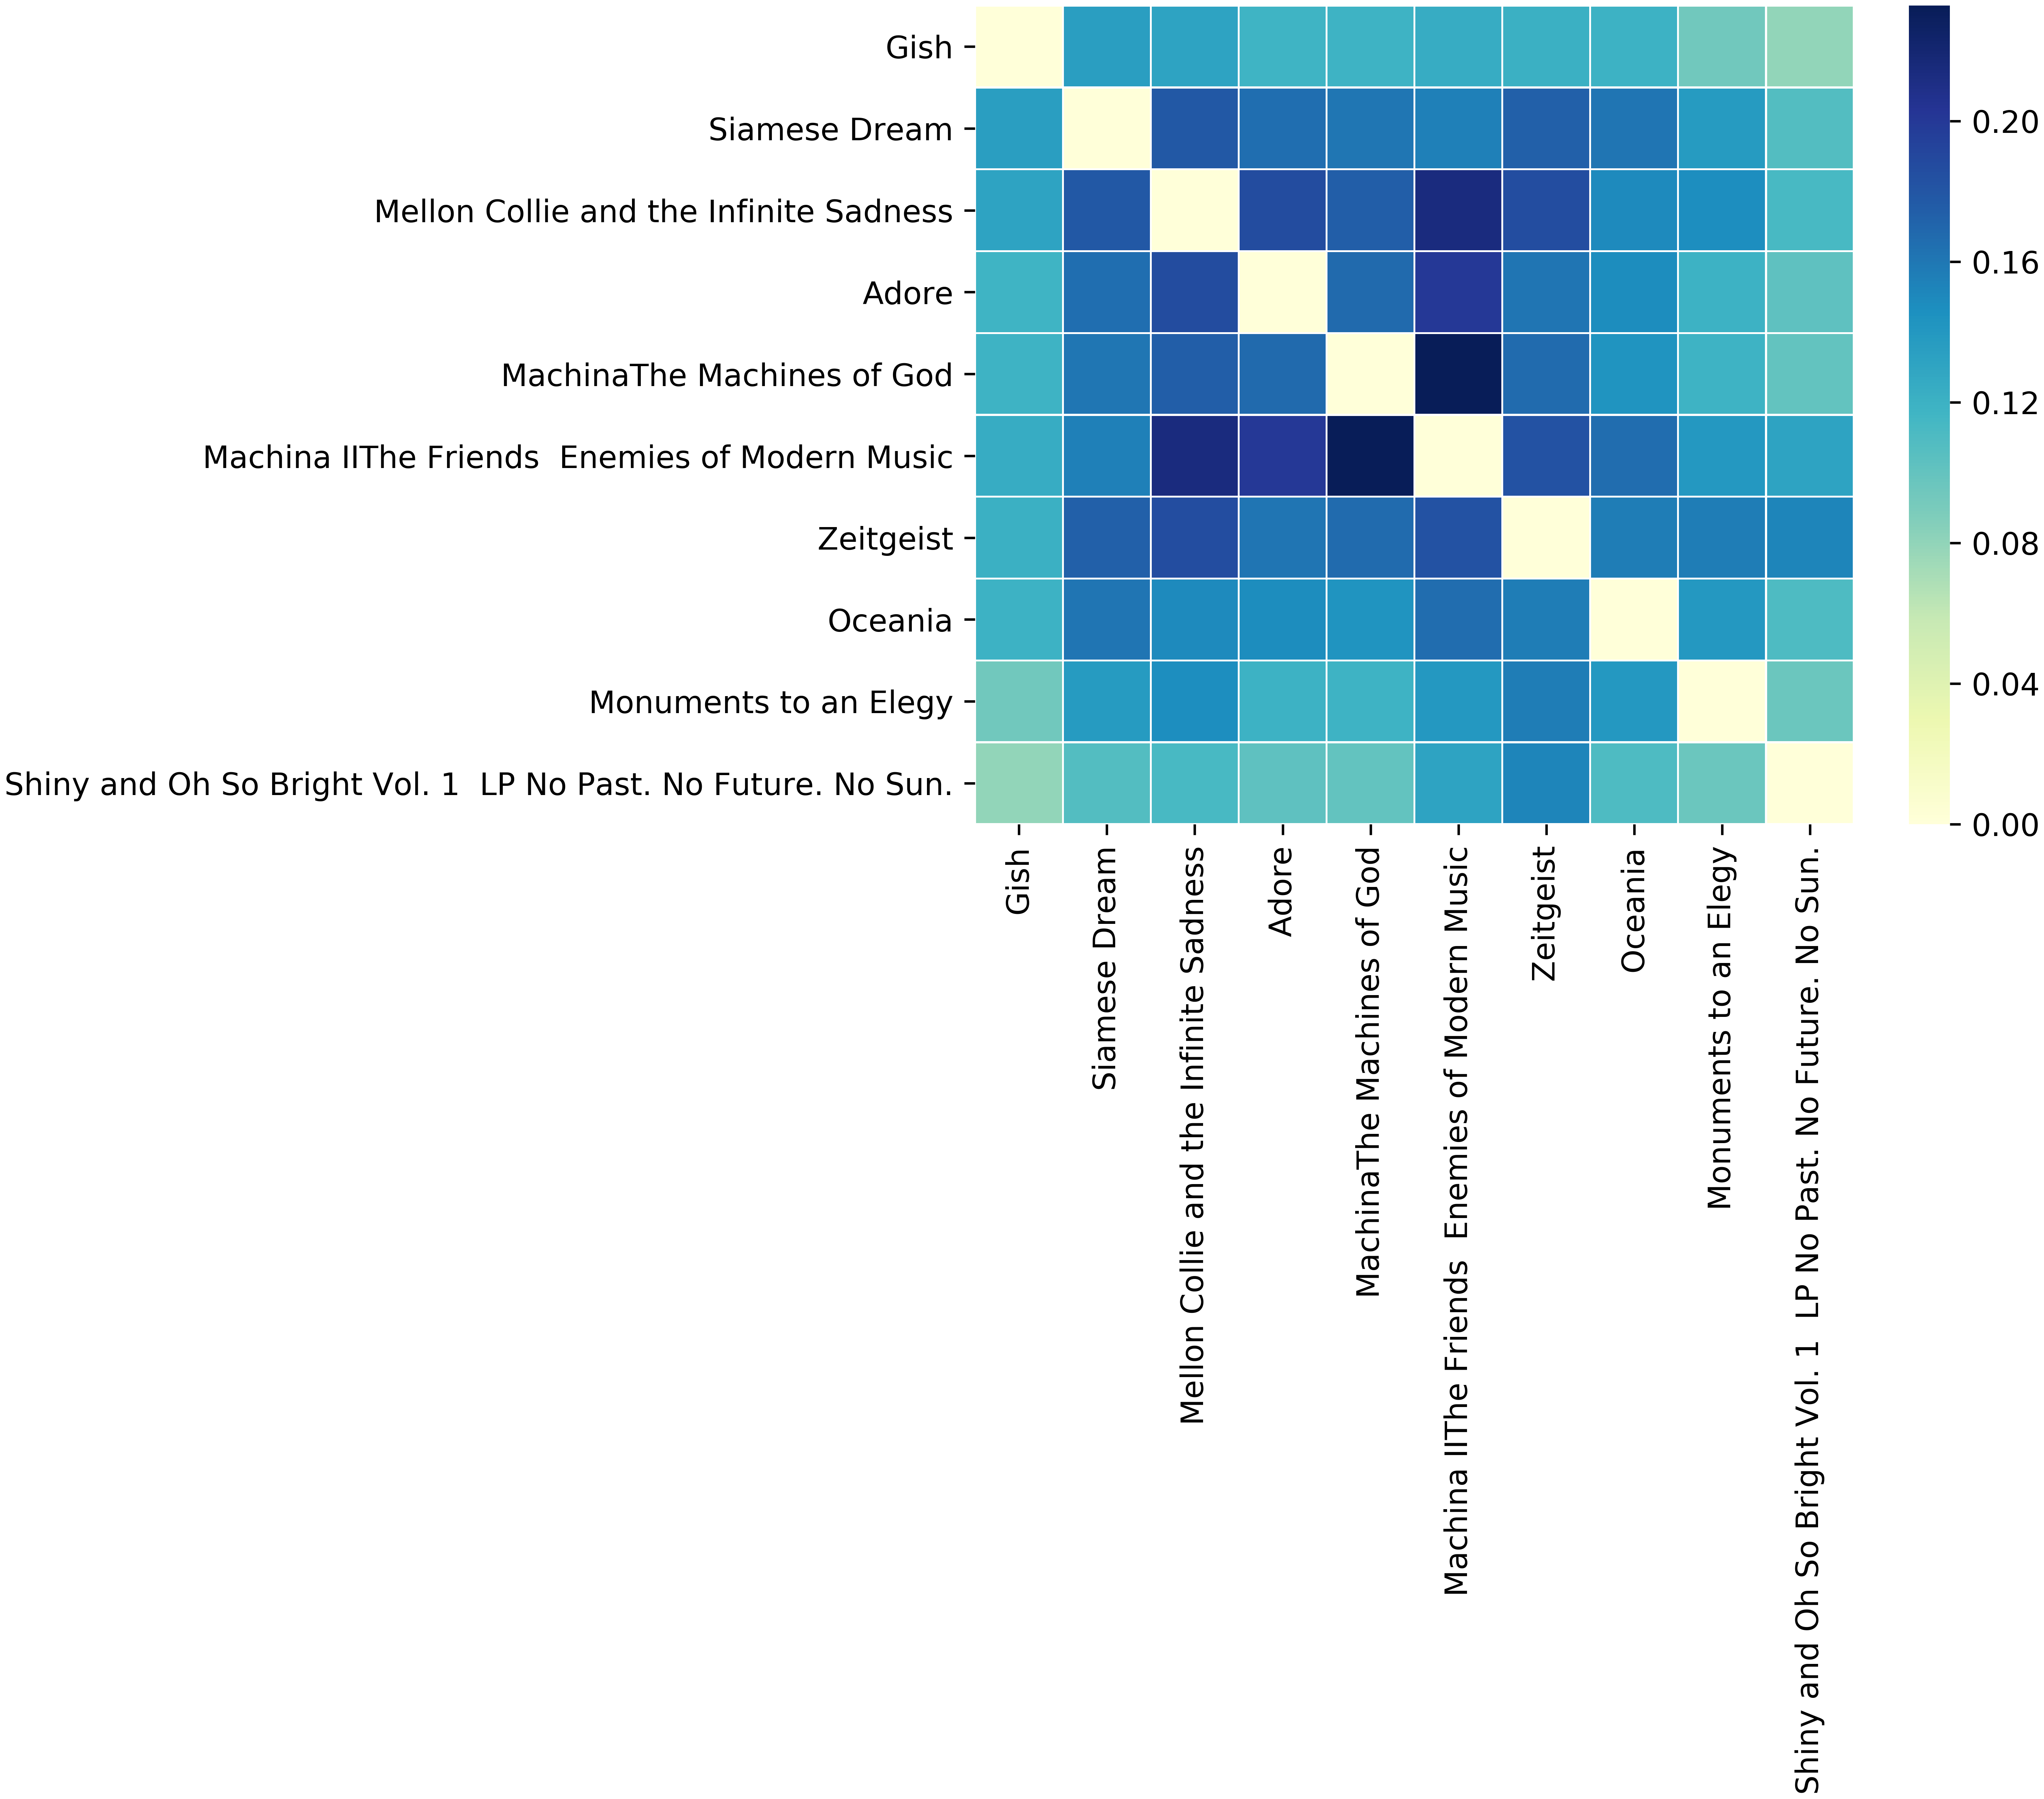 Gish
Siamese Dream
Mellon Collie and the Infinite Sadness
Adore
MachinaThe Machines of God
Machina IIThe Friends  Enemies of Modern Music
Zeitgeist
Oceania
Monuments to an Elegy
Shiny and Oh So Bright Vol. 1  LP No Past. No Future. No Sun.
Gish
Siamese Dream
Mellon Collie and the Infinite Sadness
Adore
MachinaThe Machines of God
Machina IIThe Friends  Enemies of Modern Music
Zeitgeist
Oceania
Monuments to an Elegy
Shiny and Oh So Bright Vol. 1  LP No Past. No Future. No Sun.
0.20
0.16
0.12
0.08
0.04
0.00